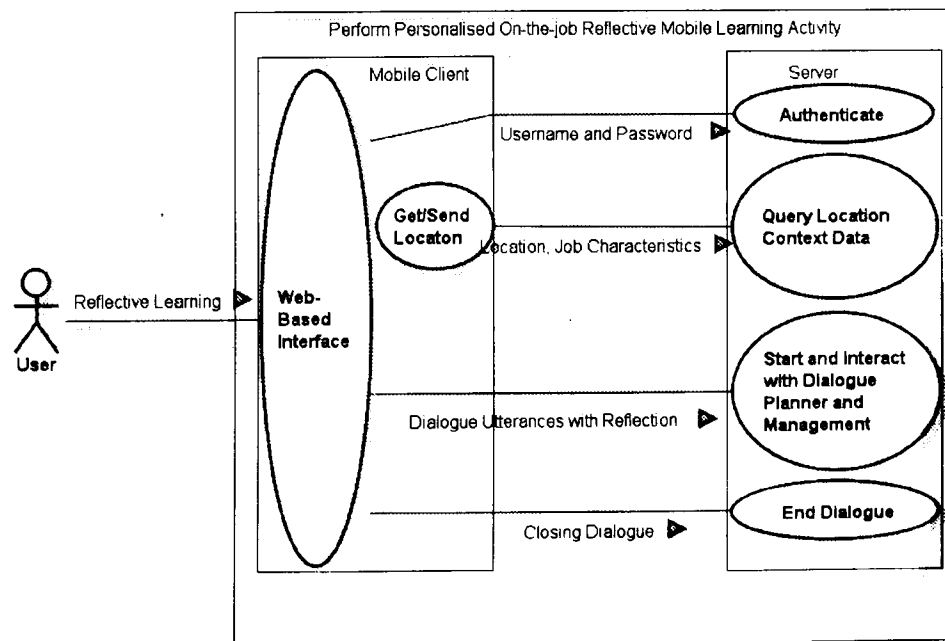 Perform Personalised On-the-job Reflective Mobile Learning Activity
Mobile Client
Server
Authenticate
Username and Password
Get/Send
Locaton
Query Location
Context Data
Location, Job Characteristics
Reflective Learning
Web-
Based
Interface
User
Start and Interact
with Dialogue
Planner and
Management
Dialogue Utterances with Reflection
End Dialogue
Closing Dialogue